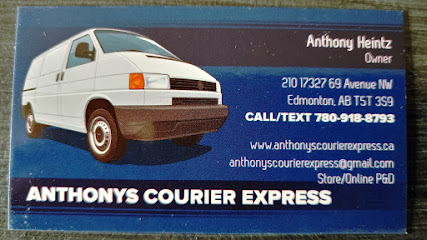 Anthony Heintz
Owner
210 17327 69 Avenue NW
Edmonton, AB T5T 3S9
CALL/TEXT 780-918-8793
www.anthonyscourierexpress.ca
anthonyscourierexpress@gmail.com
Store/Online P&D
ANTHONYS COURIER EXPRESS